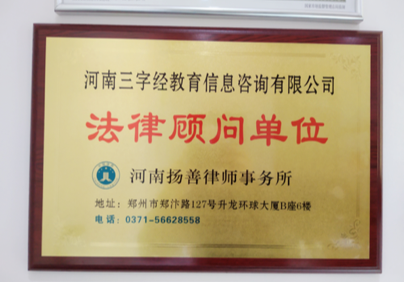 河南三字经教育信息咨询有限公司
法律顾问单位
河南扬善律师事务所
地址：郑州市郑汴路127号升龙环球大厦B座6楼
电话：0371-56628558